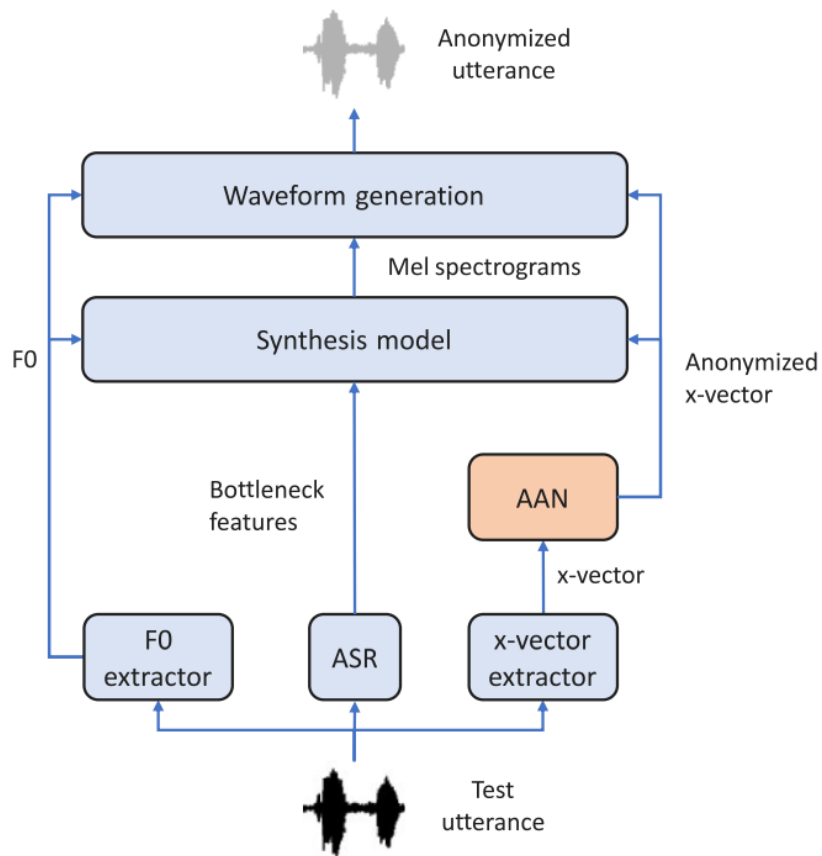 Anonymized
utterance
Waveform generation
Mel spectrograms
Synthesis model
F0
Anonymized
x-vector
Bottleneck
features
AAN
x-vector
F0
extractor
ASR
x-vector
extractor
Test
utterance